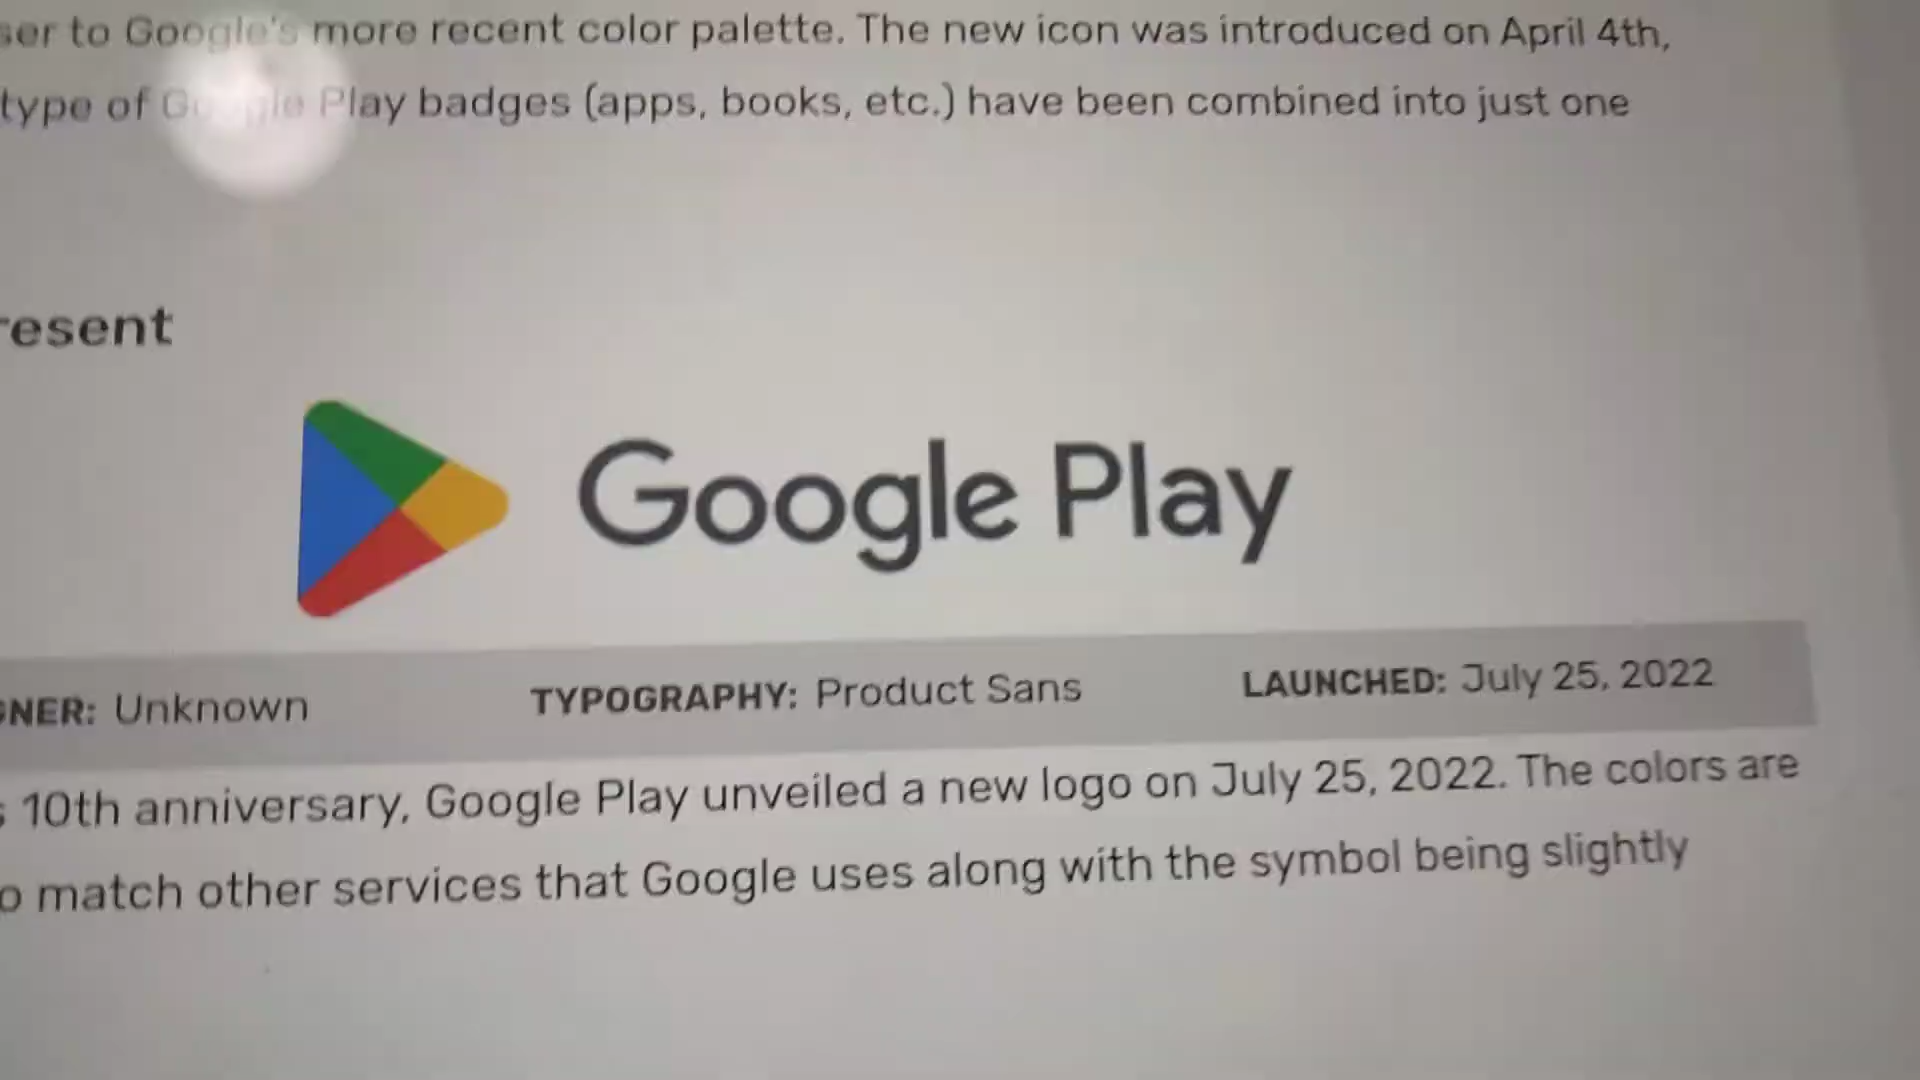 to Google's more recent color palette. The new icon was introduced on April 4th,
type of Google Play badges (apps, books, etc.) have been combined into just one
Google Play
Unknown TYPOGRAPHY: Product Sans LAUNCHED: July 25, 2022
10th anniversary, Google Play unveiled a new logo on July 25, 2022. The colors are
match other services that Google uses along with the symbol being slightly